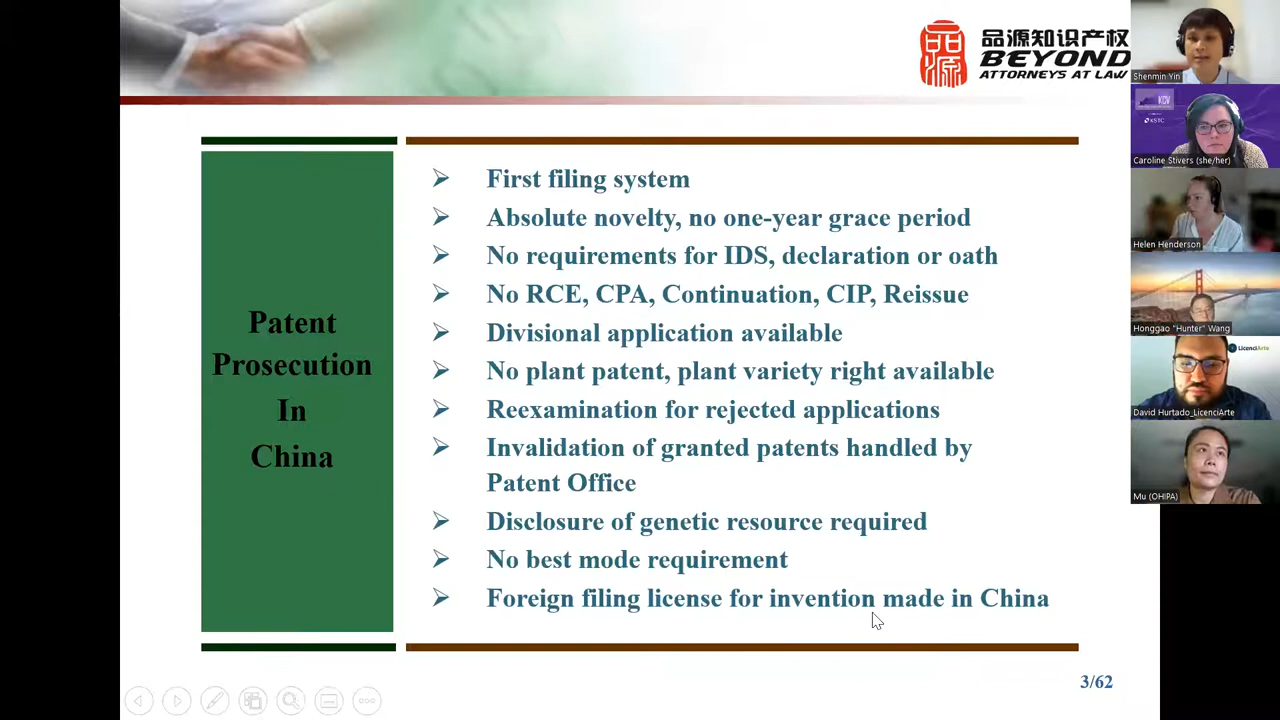 品源
品源知识产权
BEYOND
ATTORNEYS AT LAW
Patent
Prosecution
In
China
First filing system
Absolute novelty, no one-year grace period
No requirements for IDS, declaration or oath
No RCE, CPA, Continuation, CIP, Reissue
Divisional application available
No plant patent, plant variety right available
Reexamination for rejected applications
Invalidation of granted patents handled by
Patent Office
Disclosure of genetic resource required
No best mode requirement
Foreign filing license for invention made in China
3/62
Shenmin Yin
KSTC
Caroline Stivers (she/her)
Helen Henderson
Honggao "Hunter" Wang
LicenciArte
David Hurtado_LicenciArte
Mu (OHIPA)